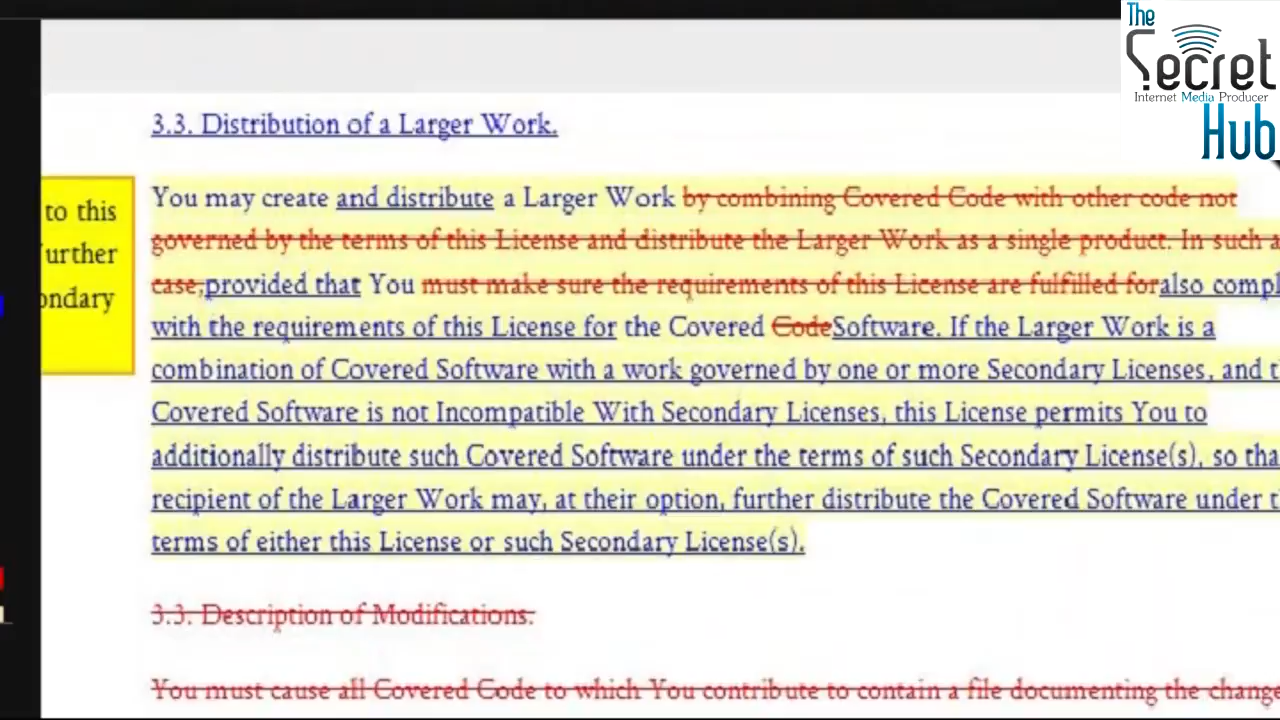 The
Secret
Internet Media Producer
Hub
3.3. Distribution of a Larger Work.
to this
urther
ondary
You may create and distribute a Larger Work by combining Covered Code with other code not
governed by the terms of this License and distribute the Larger Work as a single product. In such a
case,provided that You must make sure the requirements of this License are fulfilled foralso compl
with the requirements of this License for the Covered CodeSoftware. If the Larger Work is a
combination of Covered Software with a work governed by one or more Secondary Licenses, and t
Covered Software is not Incompatible With Secondary Licenses, this License permits You to
additionally distribute such Covered Software under the terms of such Secondary License(s), so tha
recipient of the Larger Work may, at their option, further distribute the Covered Software under t
terms of either this License or such Secondary License(s).
3.3. Description of Modifications.
You must cause all Covered Code to which You contribute to contain a file documenting the change